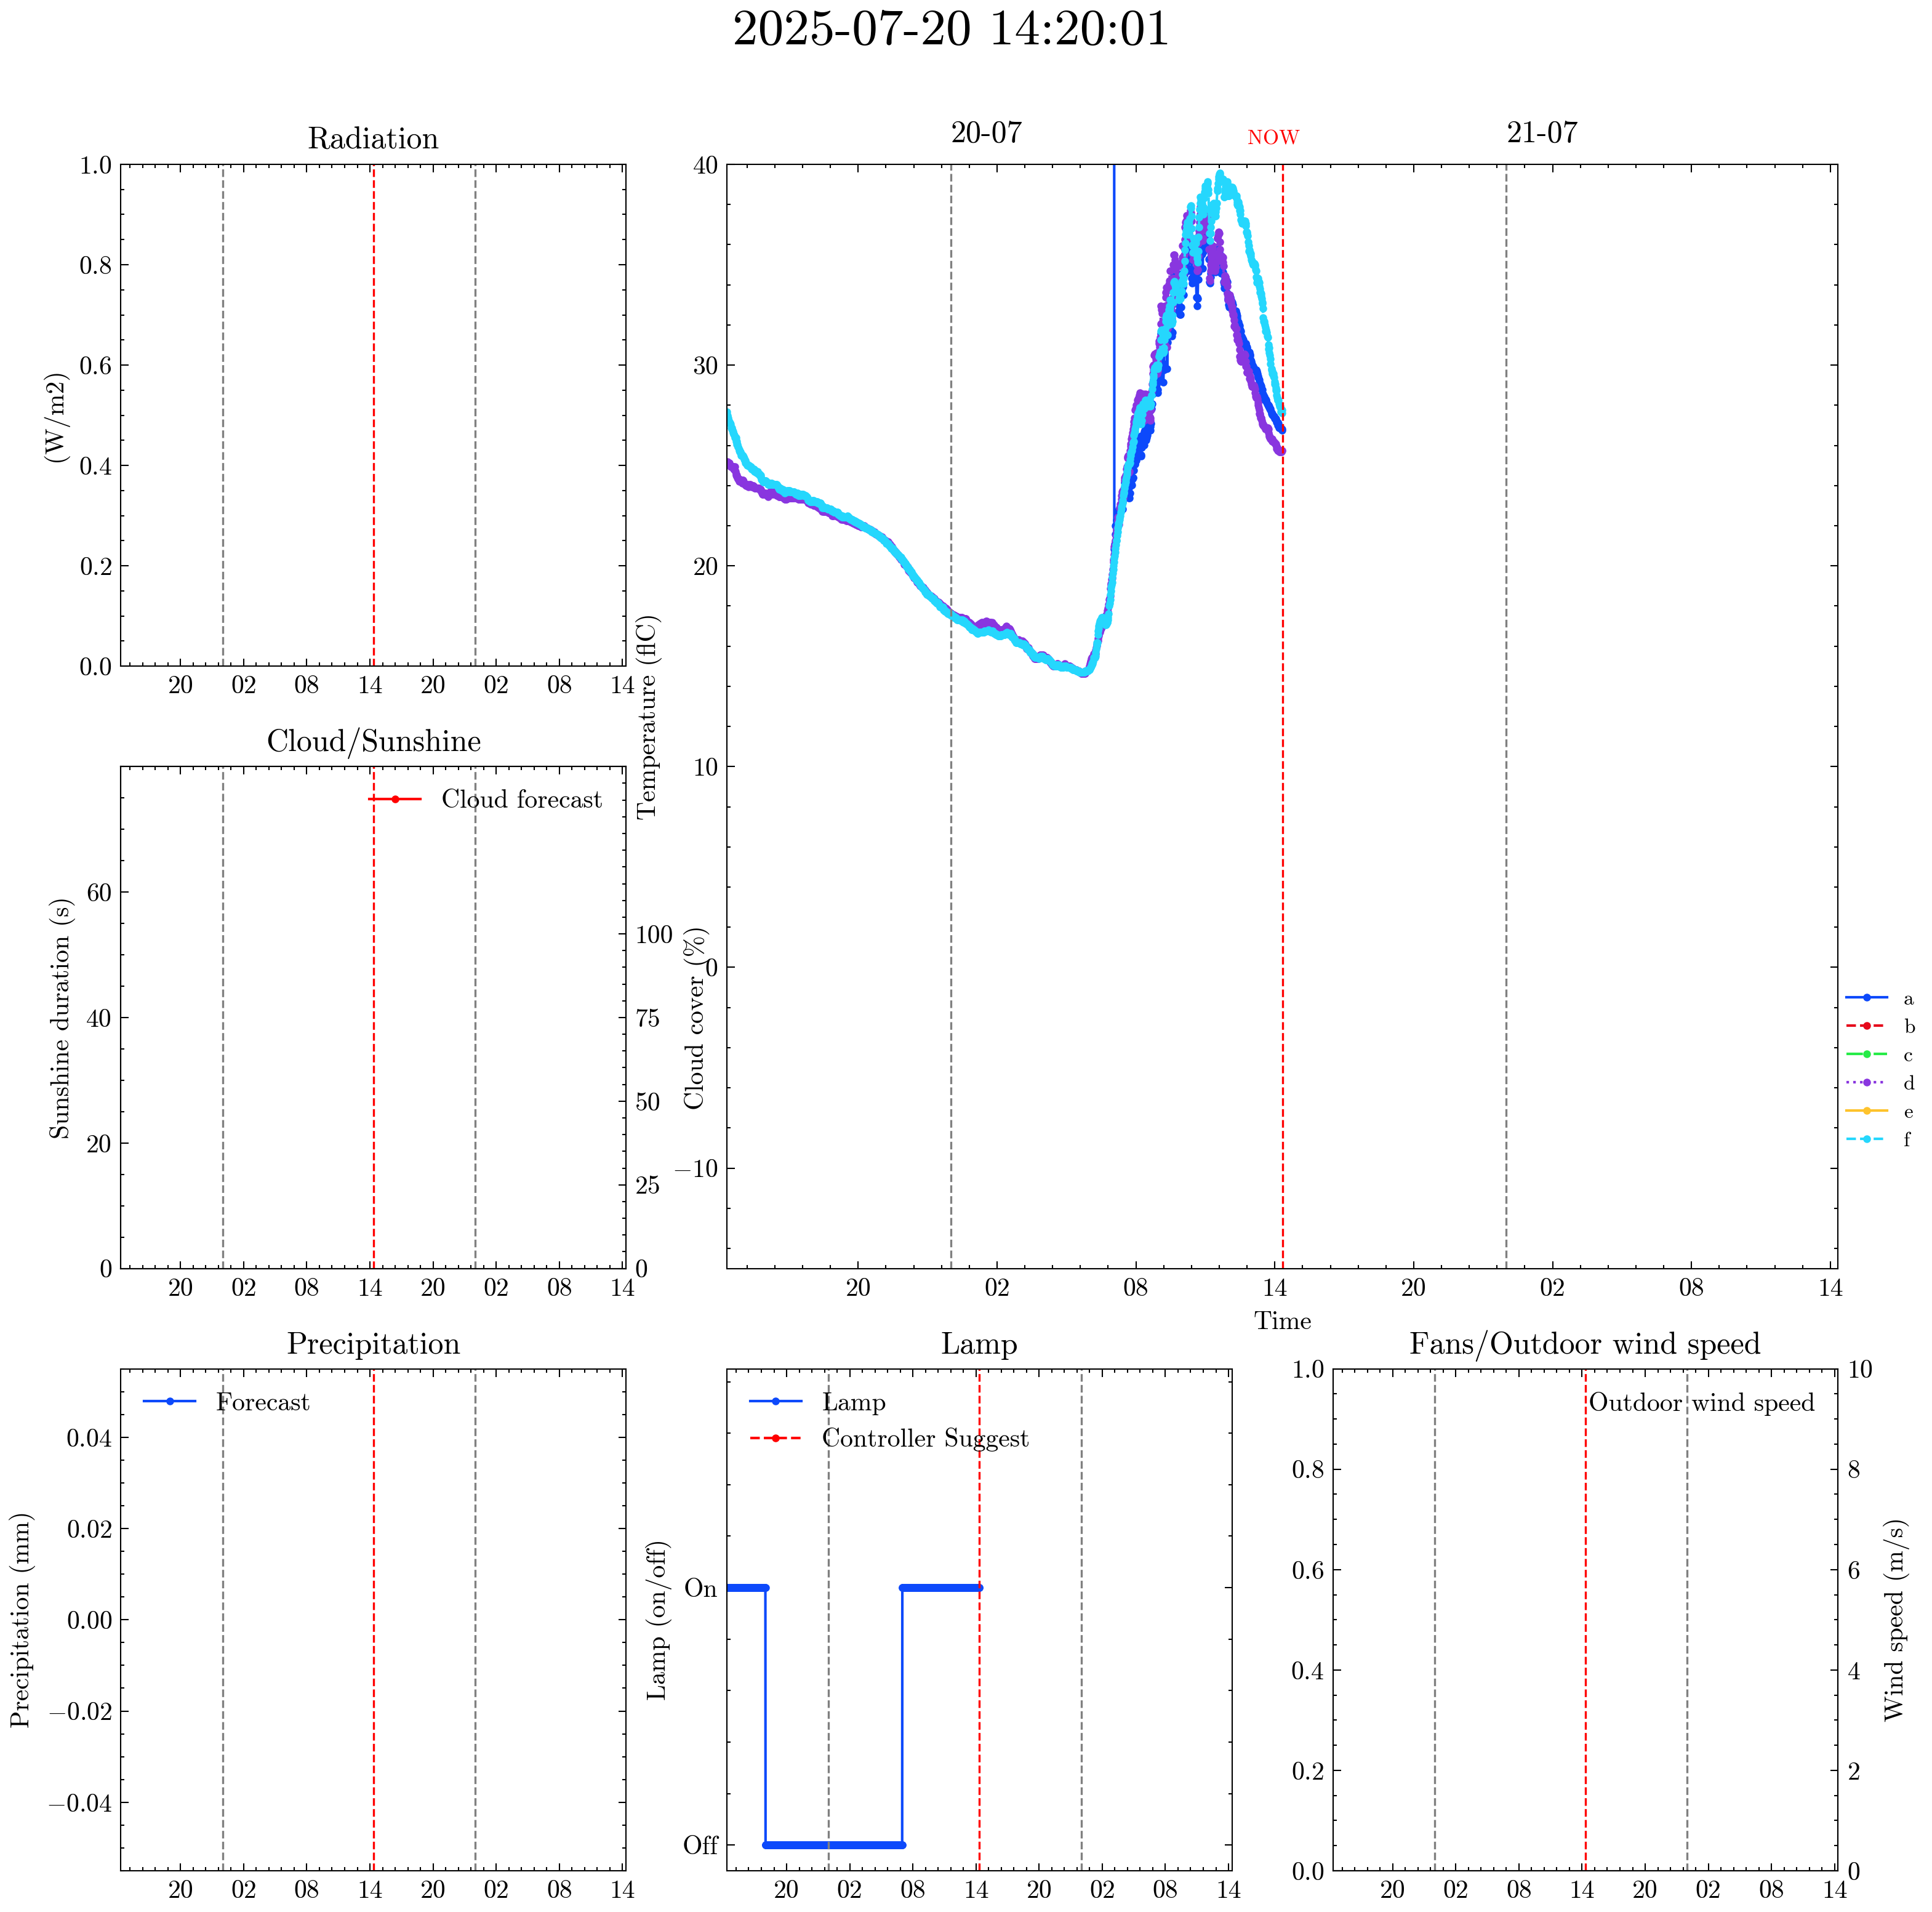 2025-07-20 14:20:01
Radiation
(W/m2)
1.0
0.8
0.6
0.4
0.2
0.0
20 02 08 14 20 02 08 14
20-07
NOW
21-07
Temperature (flC)
40
30
20
10
0
−10
20 02 08 14 20 02 08 14
Time
a
b
c
d
e
f
Cloud/Sunshine
Cloud forecast
Sunshine duration (s)
60
40
20
0
Cloud cover (%)
100
75
50
25
0
20 02 08 14 20 02 08 14
Precipitation
Forecast
Precipitation (mm)
0.04
0.02
0.00
−0.02
−0.04
20 02 08 14 20 02 08 14
Lamp
Lamp
Controller Suggest
Lamp (on/off)
On
Off
20 02 08 14 20 02 08 14
Fans/Outdoor wind speed
Outdoor wind speed
1.0
0.8
0.6
0.4
0.2
0.0
10
8
6
4
2
0
Wind speed (m/s)
20 02 08 14 20 02 08 14